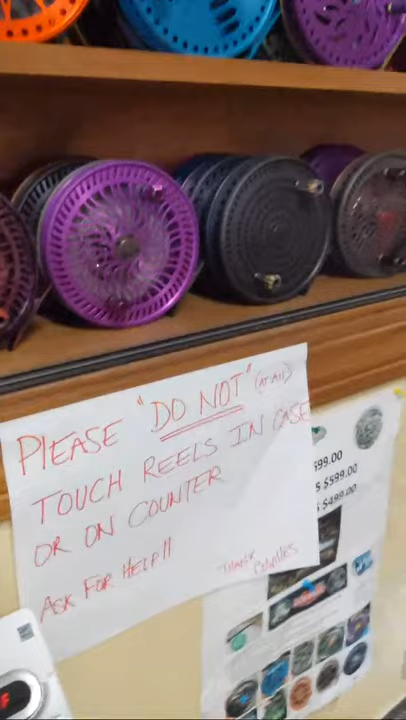 PLEASE "DO NOT" (AT ALL)
TOUCH REELS IN CASE
OR ON COUNTER
ASK FOR HELP!!
THANK
$99.00
$ $599.00
$ $499.00